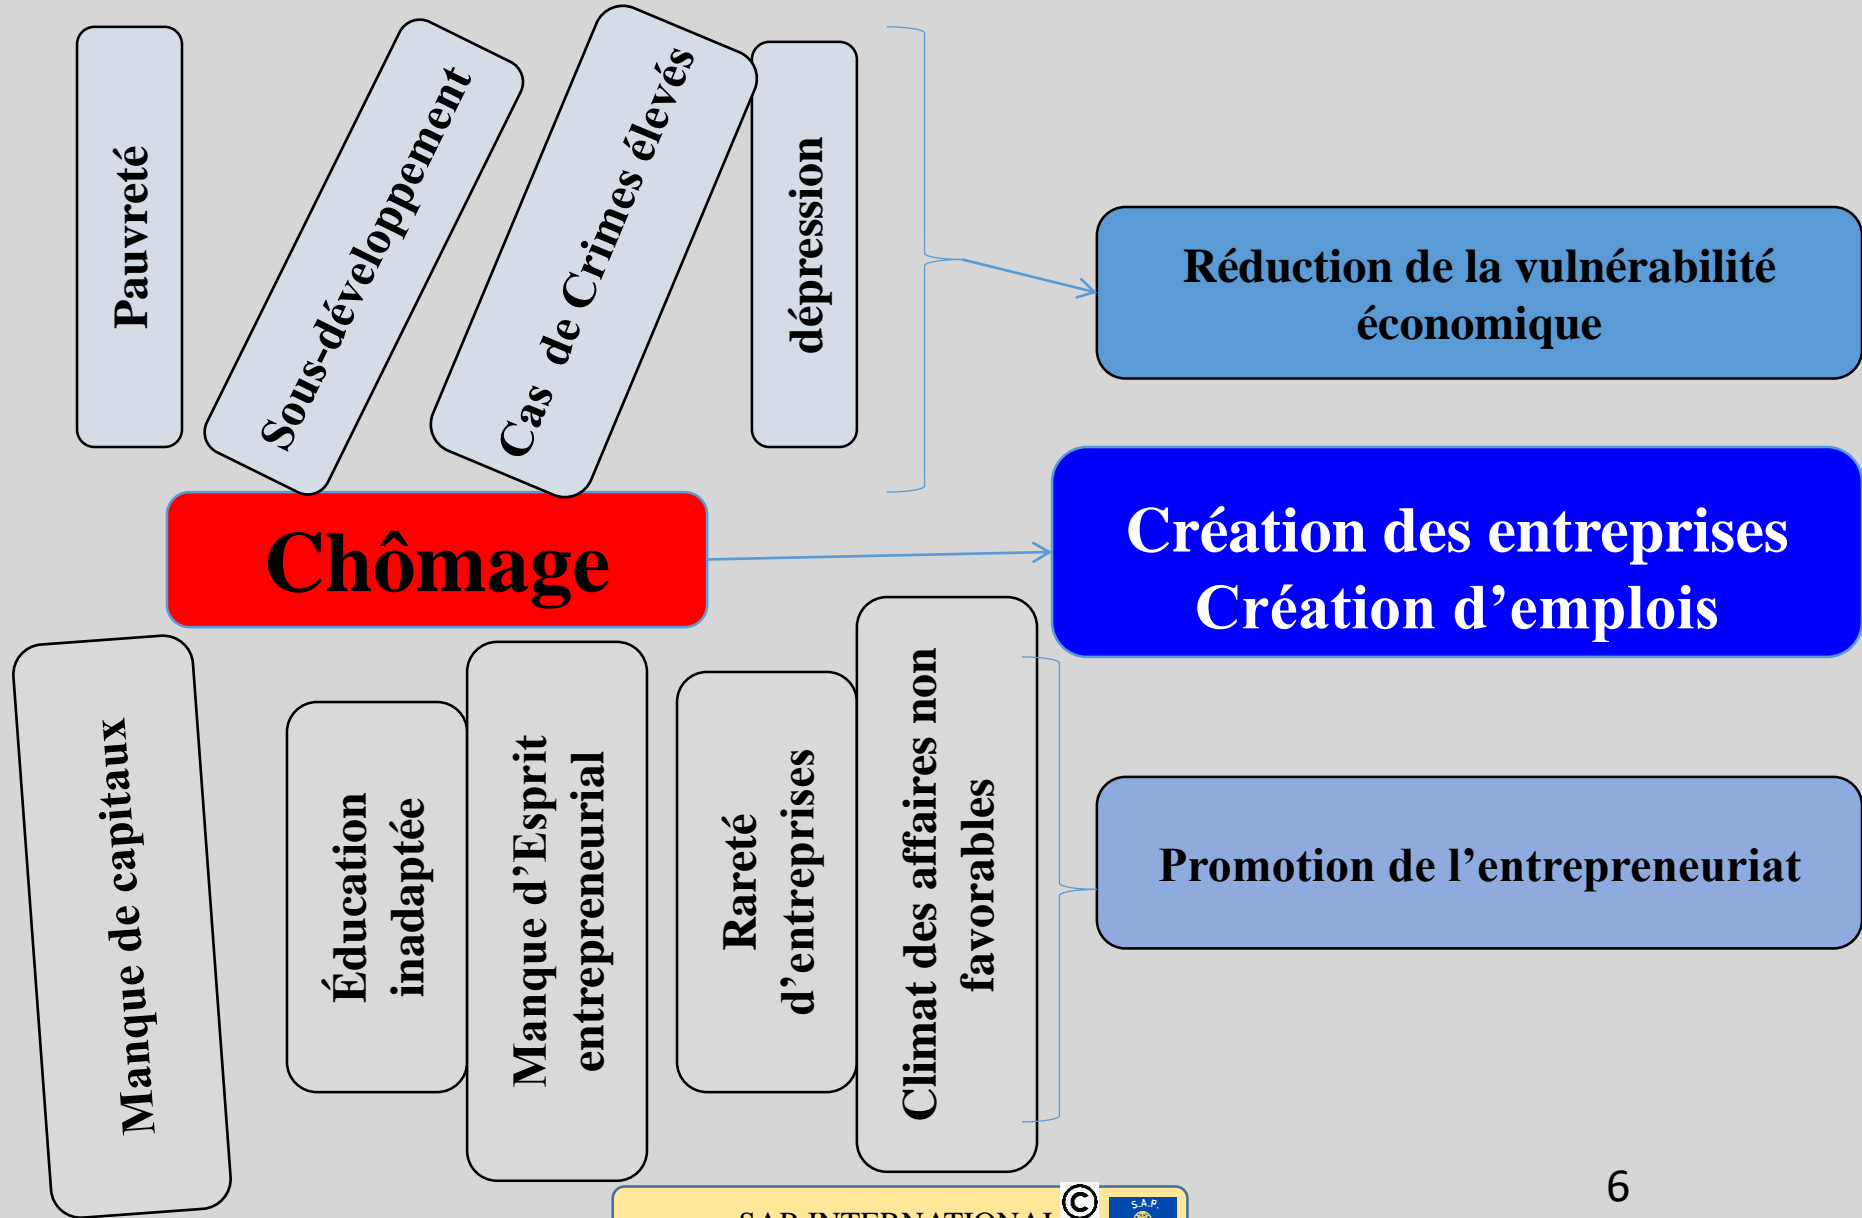 Pauvreté
Sous-développement
Cas de Crimes élevés
dépression
Réduction de la vulnérabilité
économique
Chômage
Création des entreprises
Création d’emplois
Manque de capitaux
Éducation
inadaptée
Manque d’Esprit
entrepreneurial
Rareté
d’entreprises
Climat des affaires non
favorables
Promotion de l’entrepreneuriat
6
SAP INTERNATIONAL ©
S.A.P.